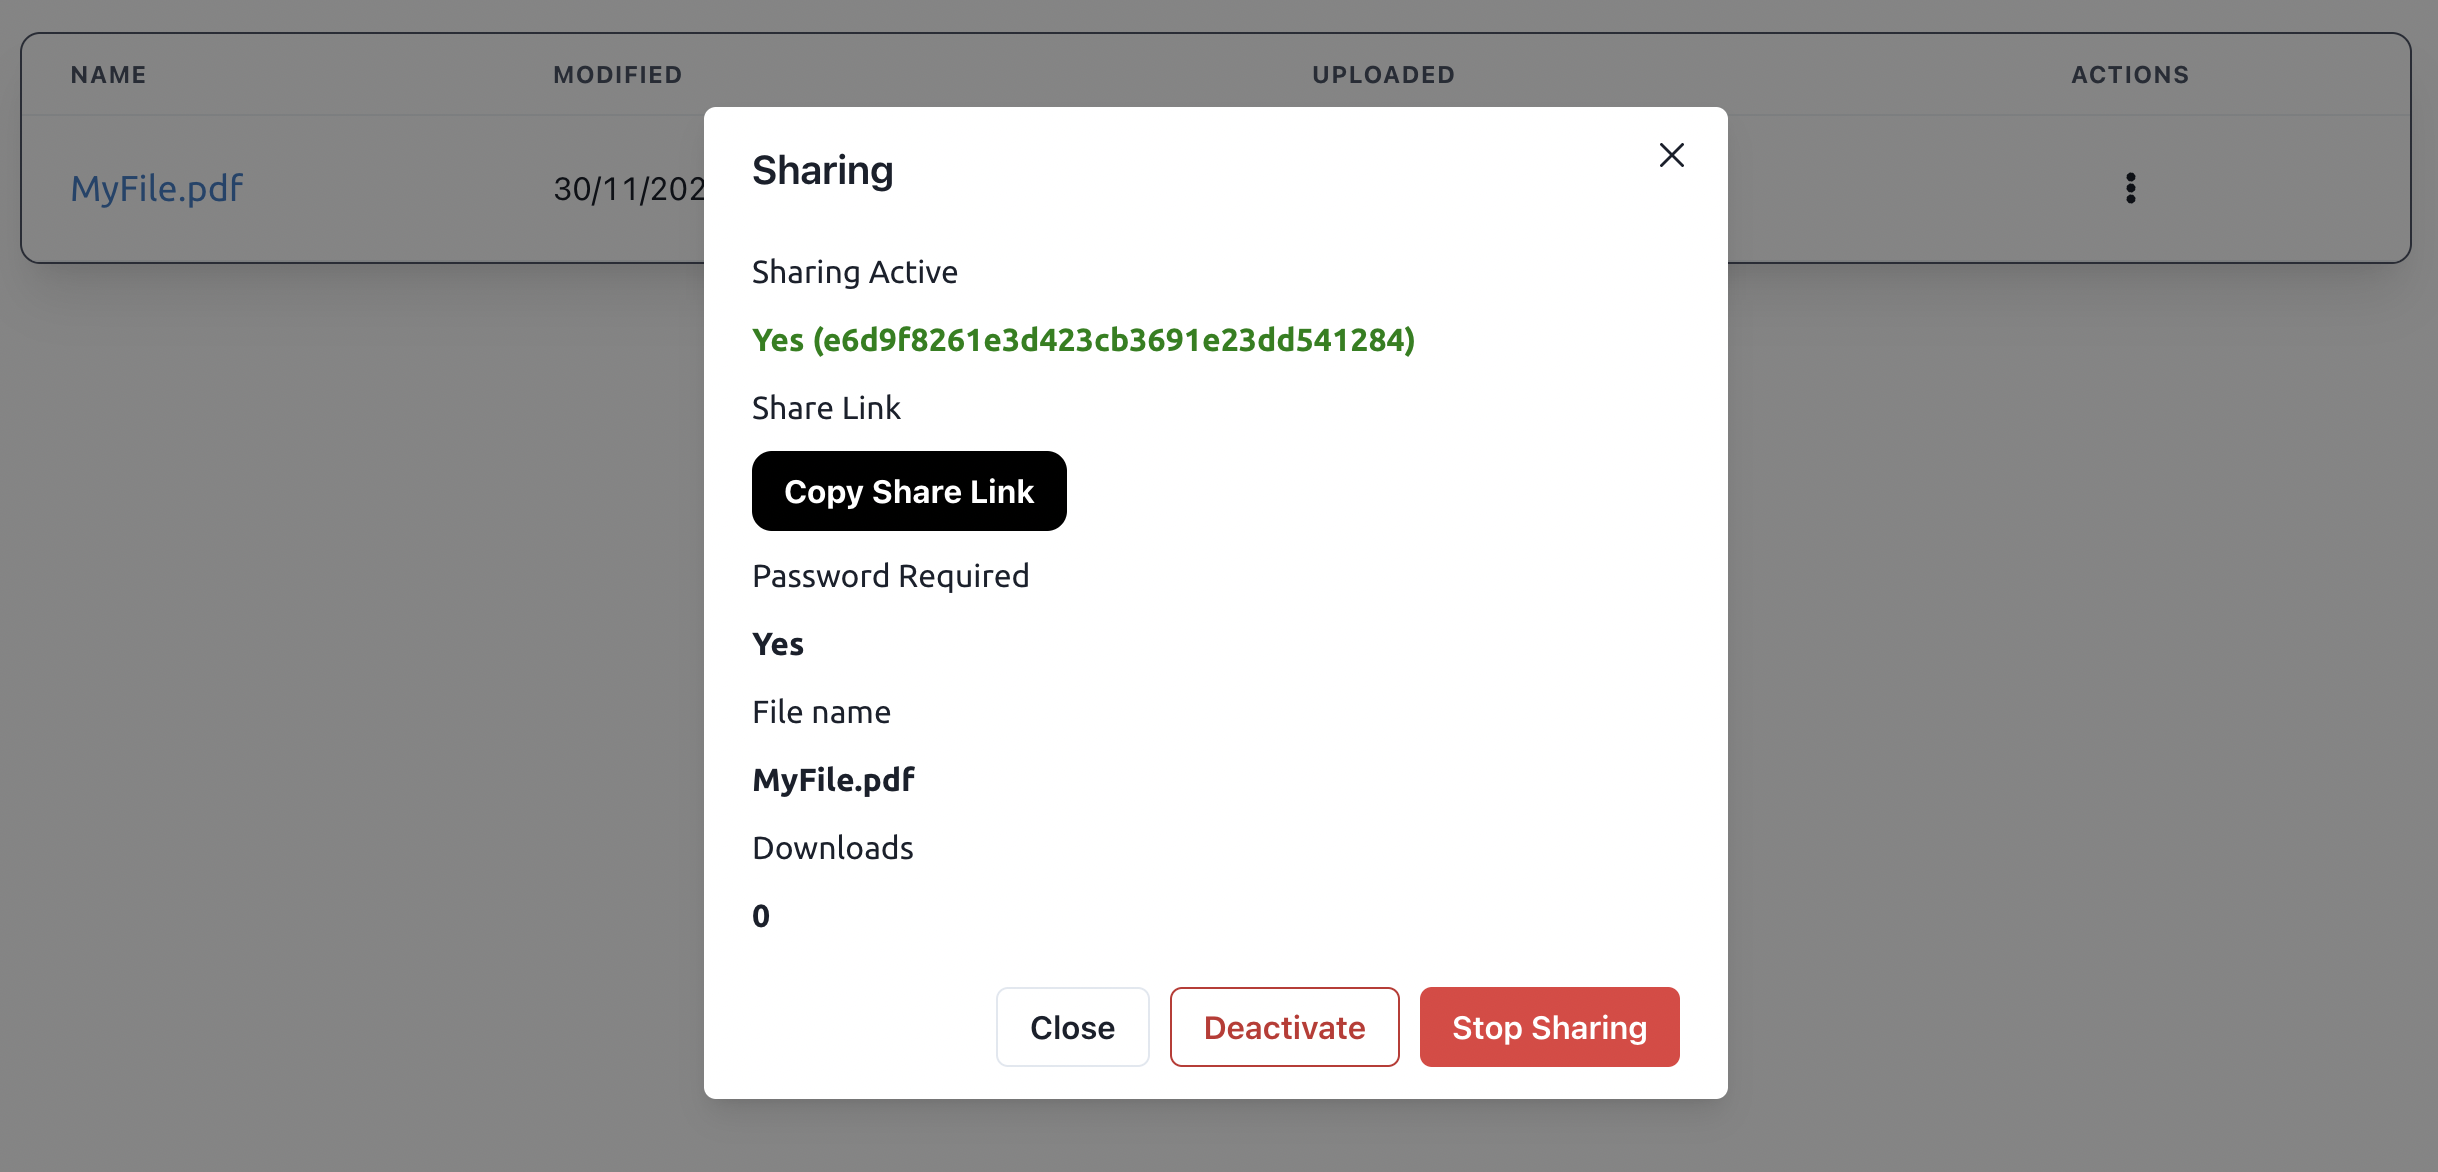 NAME MODIFIED UPLOADED ACTIONS
MyFile.pdf 30/11/202
Sharing
Sharing Active
Yes (e6d9f8261e3d423cb3691e23dd541284)
Share Link
Copy Share Link
Password Required
Yes
File name
MyFile.pdf
Downloads
0
Close Deactivate Stop Sharing